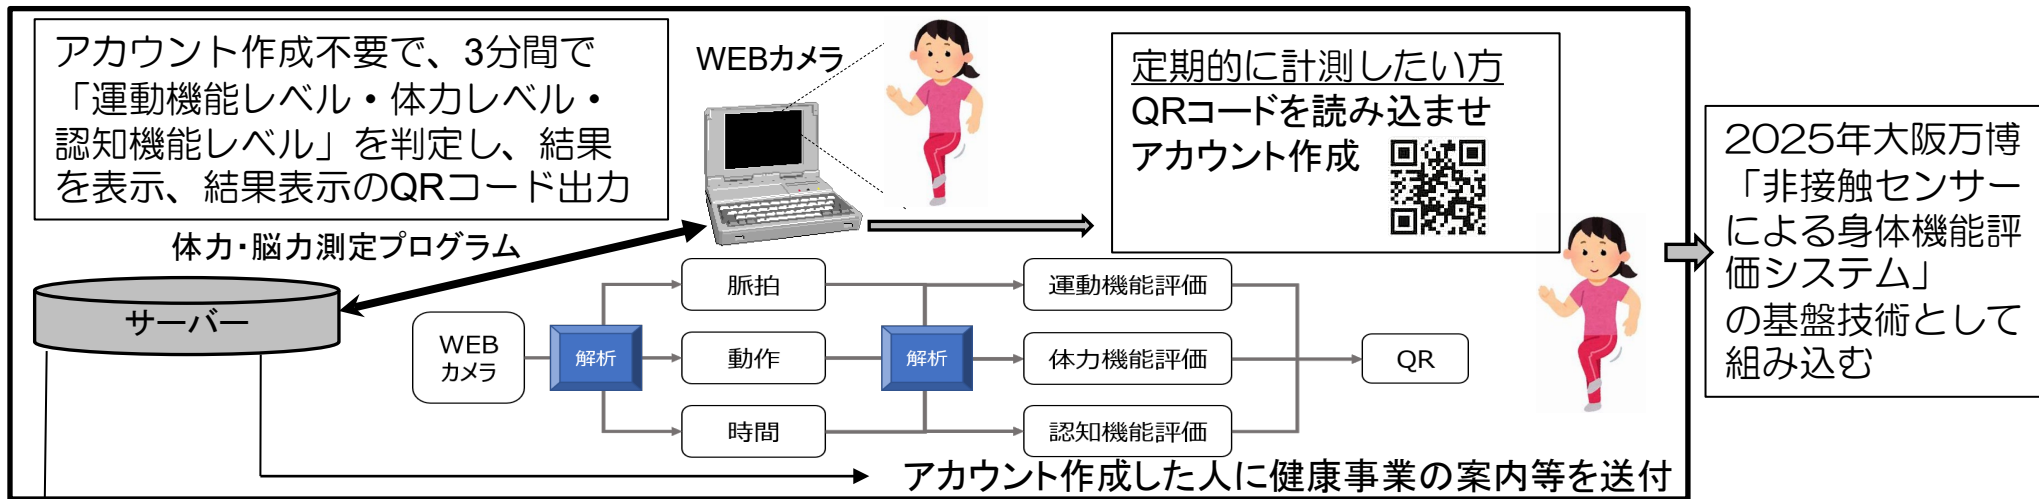 アカウント作成不要で、3分間で
「運動機能レベル・体力レベル・
認知機能レベル」を判定し、結果
を表示、結果表示のQRコード出力
WEBカメラ
定期的に計測したい方
QRコードを読み込ませ
アカウント作成
2025年大阪万博
「非接触センサー
による身体機能評
価システム」
の基盤技術として
組み込む
体力・脳力測定プログラム
サーバー
WEB
カメラ
解析
脈拍
動作
時間
解析
運動機能評価
体力機能評価
認知機能評価
QR
アカウント作成した人に健康事業の案内等を送付